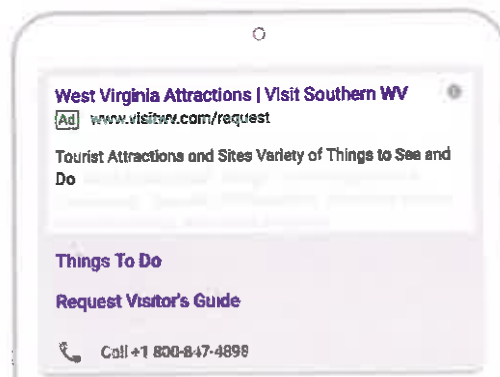 West Virginia Attractions | Visit Southern WV
Ad www.visitwv.com/request
Tourist Attractions and Sites Variety of Things to See and
Do
Things To Do
Request Visitor's Guide
Call +1 800-847-4898